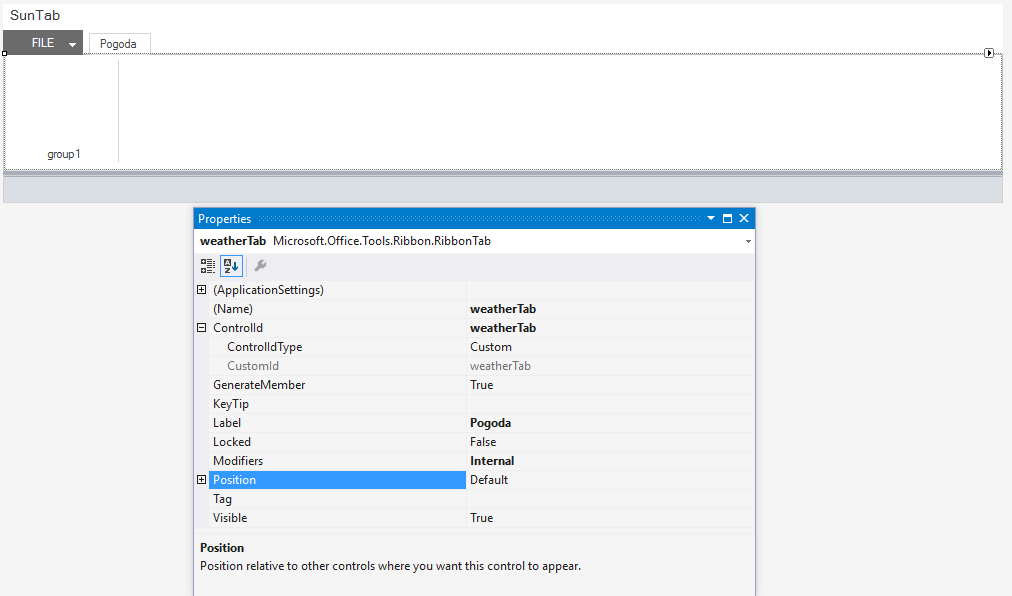 SunTab
FILE Pogoda
group1
Properties
weatherTab Microsoft.Office.Tools.Ribbon.RibbonTab
(ApplicationSettings)
(Name) weatherTab
ControlId weatherTab
ControlIdType Custom
CustomId weatherTab
GenerateMember True
KeyTip
Label Pogoda
Locked False
Modifiers Internal
Position Default
Tag
Visible True
Position
Position relative to other controls where you want this control to appear.